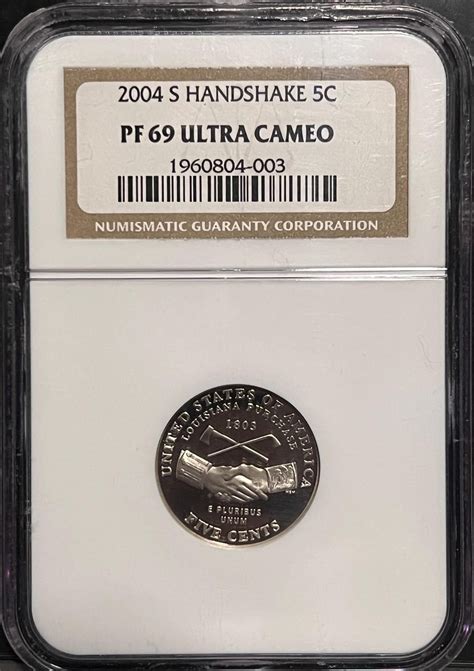 2004 S HANDSHAKE 5C
PF 69 ULTRA CAMEO
1960804-003
NUMISMATIC GUARANTY CORPORATION
UNITED STATES OF AMERICA
LOUISIANA PURCHASE
1803
E PLURIBUS
UNUM
FIVE CENTS